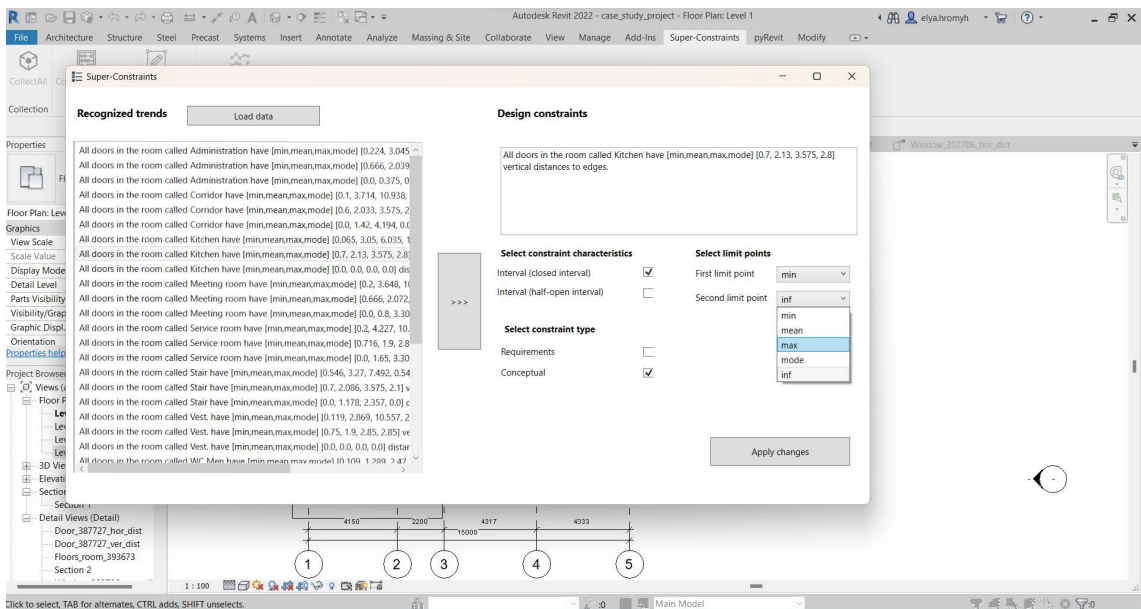 Autodesk Revit 2022 - case_study_project - Floor Plan: Level 1
elya.hromyh
File Architecture Structure Steel Precast Systems Insert Annotate Analyze Massing & Site Collaborate View Manage Add-Ins Super-Constraints pyRevit Modify
CollectAll
Collection
Super-Constraints
Recognized trends
Load data
All doors in the room called Administration have [min,mean,max,mode] [0.224, 3.045
All doors in the room called Administration have [min,mean,max,mode] [0.666, 2.039
All doors in the room called Administration have [min,mean,max,mode] [0.0, 0.375, 0
All doors in the room called Corridor have [min,mean,max,mode] [0.1, 3.714, 10.938,
All doors in the room called Corridor have [min,mean,max,mode] [0.6, 2.033, 3.575, 2
All doors in the room called Corridor have [min,mean,max,mode] [0.0, 1.42, 4.194, 0.0
All doors in the room called Kitchen have [min,mean,max,mode] [0.065, 3.05, 6.035, 1
All doors in the room called Kitchen have [min,mean,max,mode] [0.7, 2.13, 3.575, 2.8]
All doors in the room called Kitchen have [min,mean,max,mode] [0.0, 0.0, 0.0, 0.0] dis
All doors in the room called Meeting room have [min,mean,max,mode] [0.2, 3.648, 10
All doors in the room called Meeting room have [min,mean,max,mode] [0.666, 2.072,
All doors in the room called Meeting room have [min,mean,max,mode] [0.0, 0.8, 3.30
All doors in the room called Service room have [min,mean,max,mode] [0.2, 4.227, 10.
All doors in the room called Service room have [min,mean,max,mode] [0.716, 1.9, 2.8
All doors in the room called Service room have [min,mean,max,mode] [0.0, 1.65, 3.30
All doors in the room called Stair have [min,mean,max,mode] [0.546, 3.27, 7.492, 0.54
All doors in the room called Stair have [min,mean,max,mode] [0.7, 2.086, 3.575, 2.1] v
All doors in the room called Stair have [min,mean,max,mode] [0.0, 1.178, 2.357, 0.0] c
All doors in the room called Vest. have [min,mean,max,mode] [0.119, 2.869, 10.557, 2
All doors in the room called Vest. have [min,mean,max,mode] [0.75, 1.9, 2.85, 2.85] ve
All doors in the room called Vest. have [min,mean,max,mode] [0.0, 0.0, 0.0, 0.0] distar
All doors in the room called WC Men have [min,mean,max,mode] [0.109, 1.289, 2.47
>>>
Design constraints
All doors in the room called Kitchen have [min,mean,max,mode] [0.7, 2.13, 3.575, 2.8]
vertical distances to edges.
Select constraint characteristics
Interval (closed interval)
Interval (half-open interval)
Select constraint type
Requirements
Conceptual
Select limit points
First limit point min
Second limit point inf
min
mean
max
mode
inf
Apply changes
Window_392706_hor_dist
Properties
Floor Plan: Lev
Graphics
View Scale
Scale Value
Display Mode
Detail Level
Parts Visibility
Visibility/Grap
Graphic Displ.
Orientation
Properties help
Project Browser
Views (a
Floor P
Le
Lev
Lev
Lev
3D Vie
Elevati
Section
Section 1
Detail Views (Detail)
Door_387727_hor_dist
Door_387727_ver_dist
Floors_room_393673
Section 2
4150 2200 4317 4333
15000
1 2 3 4 5
1 : 100
Click to select, TAB for alternates, CTRL adds, SHIFT unselects.
:0 Main Model
:0